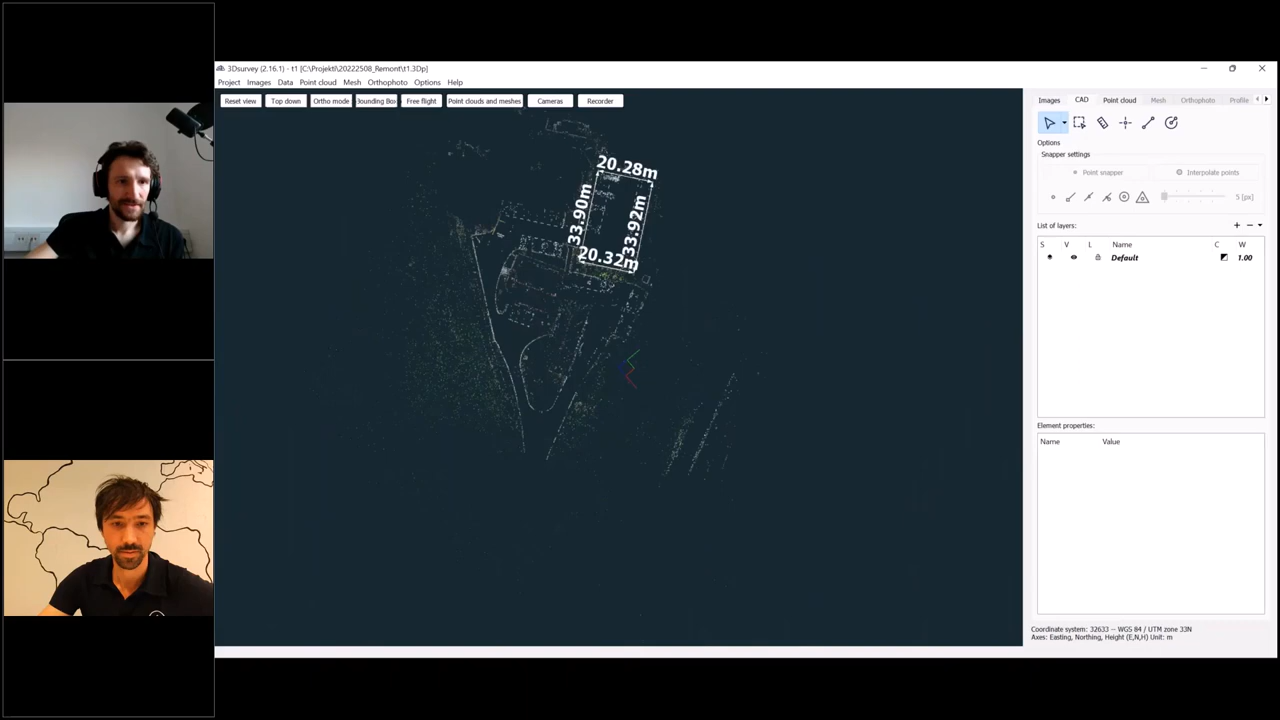 3Dsurvey (2.16.1) - t1 [C:\Projekti\20222508_Remont\t1.3Dp]
Project Images Data Point cloud Mesh Orthophoto Options Help
Reset view Top down Ortho mode Bounding Box Free flight Point clouds and meshes Cameras Recorder
Images CAD Point cloud Mesh Orthophoto Profile
Options
Snapper settings
Point snapper Interpolate points
5 [px]
List of layers:
S V L Name C W
Default 1.00
20.28m
33.90m
33.92m
20.32m
Element properties:
Name Value
Coordinate system: 32633 -- WGS 84 / UTM zone 33N
Axes: Easting, Northing, Height (E,N,H) Unit: m